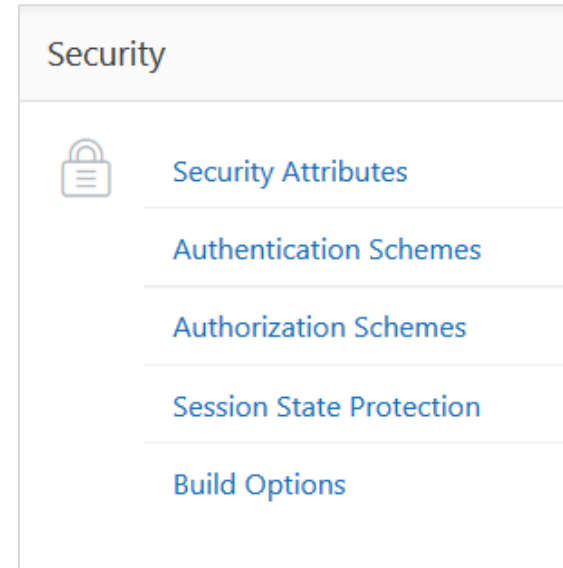 Security
Security Attributes
Authentication Schemes
Authorization Schemes
Session State Protection
Build Options